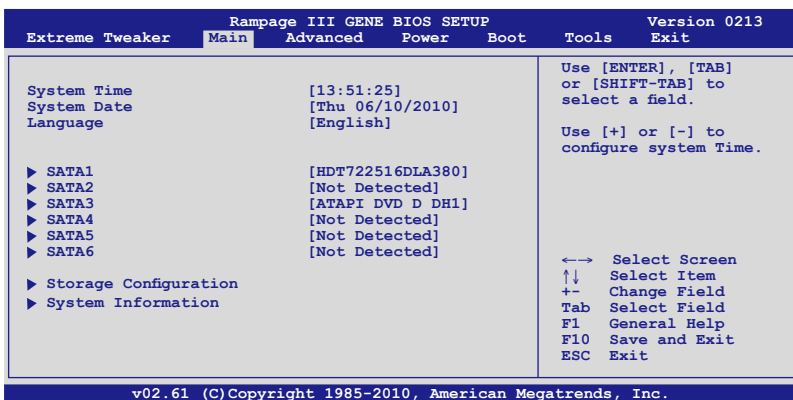 Rampage III GENE BIOS SETUP Version 0213
Extreme Tweaker Main Advanced Power Boot Tools Exit
System Time [13:51:25]
System Date [Thu 06/10/2010]
Language [English]
▶ SATA1 [HDT722516DLA380]
▶ SATA2 [Not Detected]
▶ SATA3 [ATAPI DVD D DH1]
▶ SATA4 [Not Detected]
▶ SATA5 [Not Detected]
▶ SATA6 [Not Detected]
▶ Storage Configuration
▶ System Information
Use [ENTER], [TAB]
or [SHIFT-TAB] to
select a field.
Use [+] or [-] to
configure system Time.
←→ Select Screen
↑↓ Select Item
+- Change Field
Tab Select Field
F1 General Help
F10 Save and Exit
ESC Exit
v02.61 (C)Copyright 1985-2010, American Megatrends, Inc.